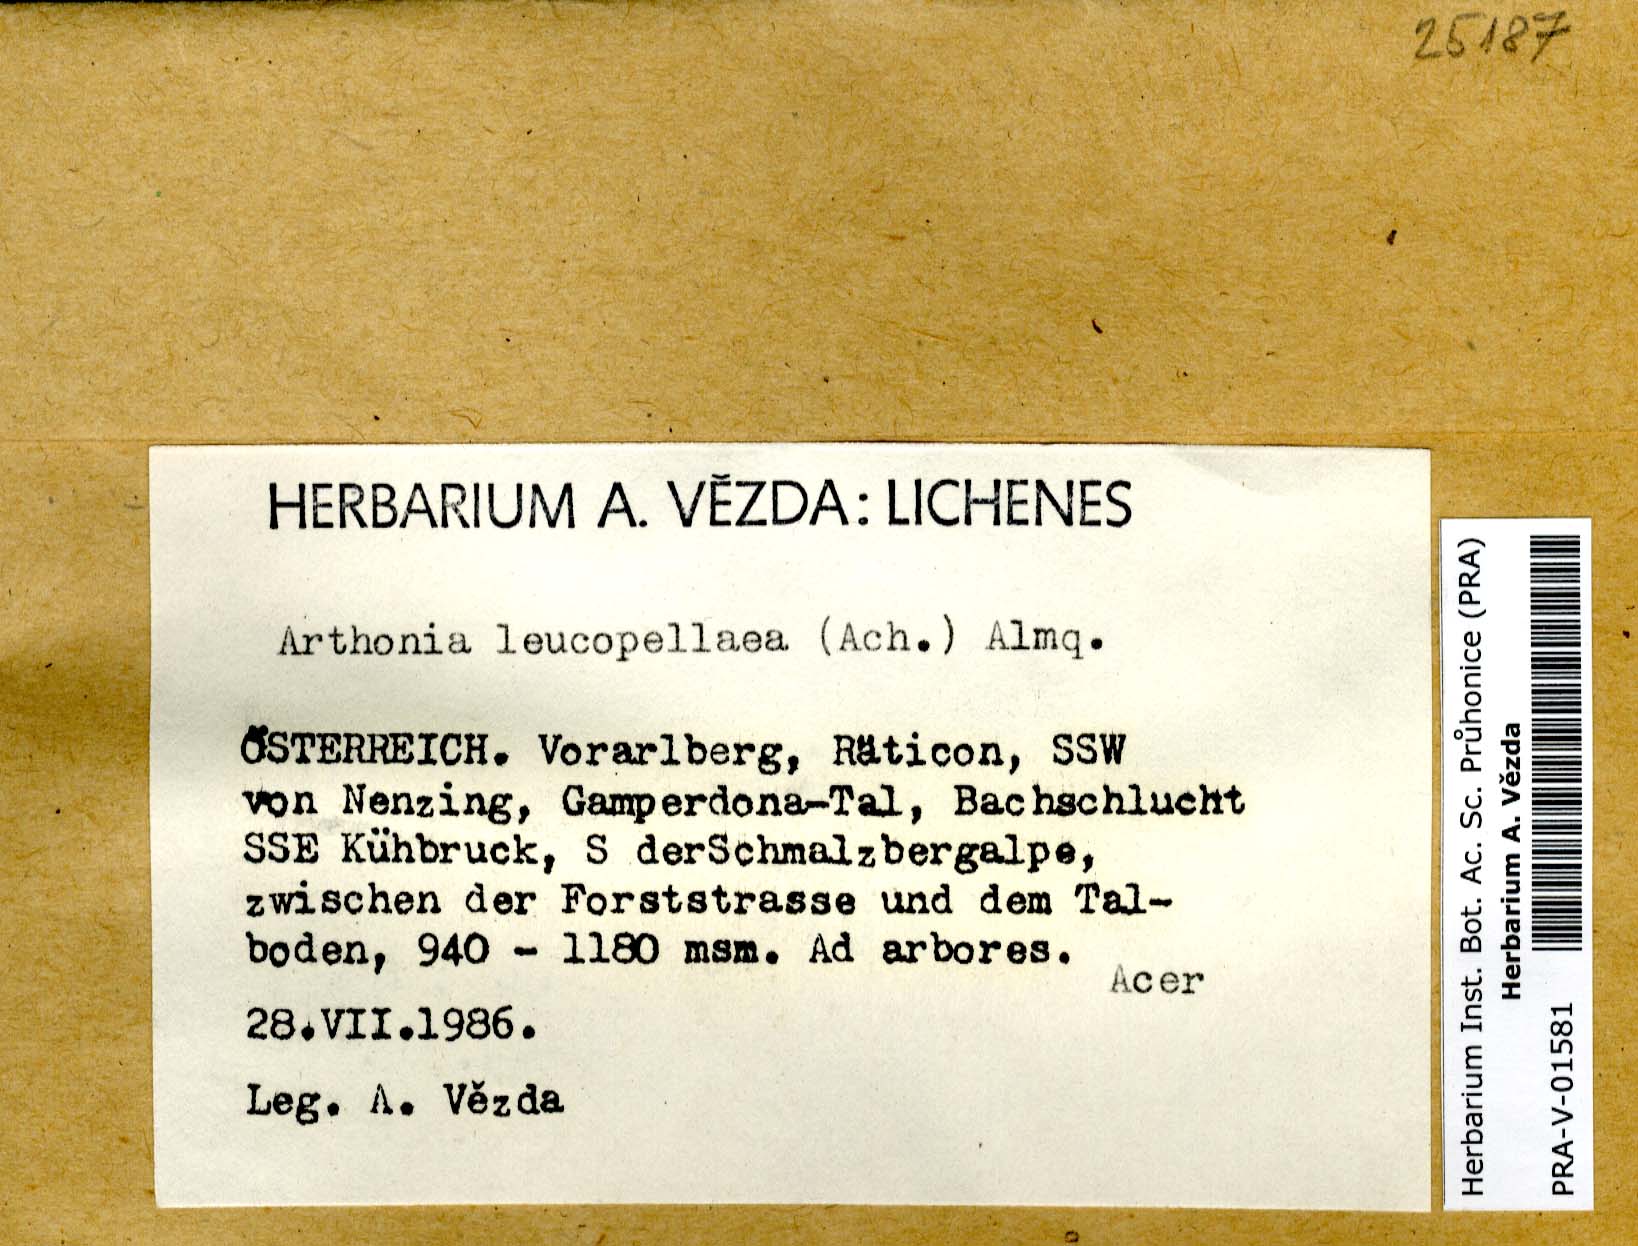 25187
HERBARIUM A. VĚZDA: LICHENES
Arthonia leucopellaea (Ach.) Almq.
ÖSTERREICH. Vorarlberg, Räticon, SSW
von Nenzing, Gamperdona-Tal, Bachschlucht
SSE Kühbruck, S derSchmalzbergalpe,
zwischen der Forststrasse und dem Tal-
boden, 940 - 1180 msm. Ad arbores.
Acer
28.VII.1986.
Leg. A. Vězda
Herbarium Inst. Bot. Ac. Sc. Průhonice (PRA)
Herbarium A. Vězda
PRA-V-01581